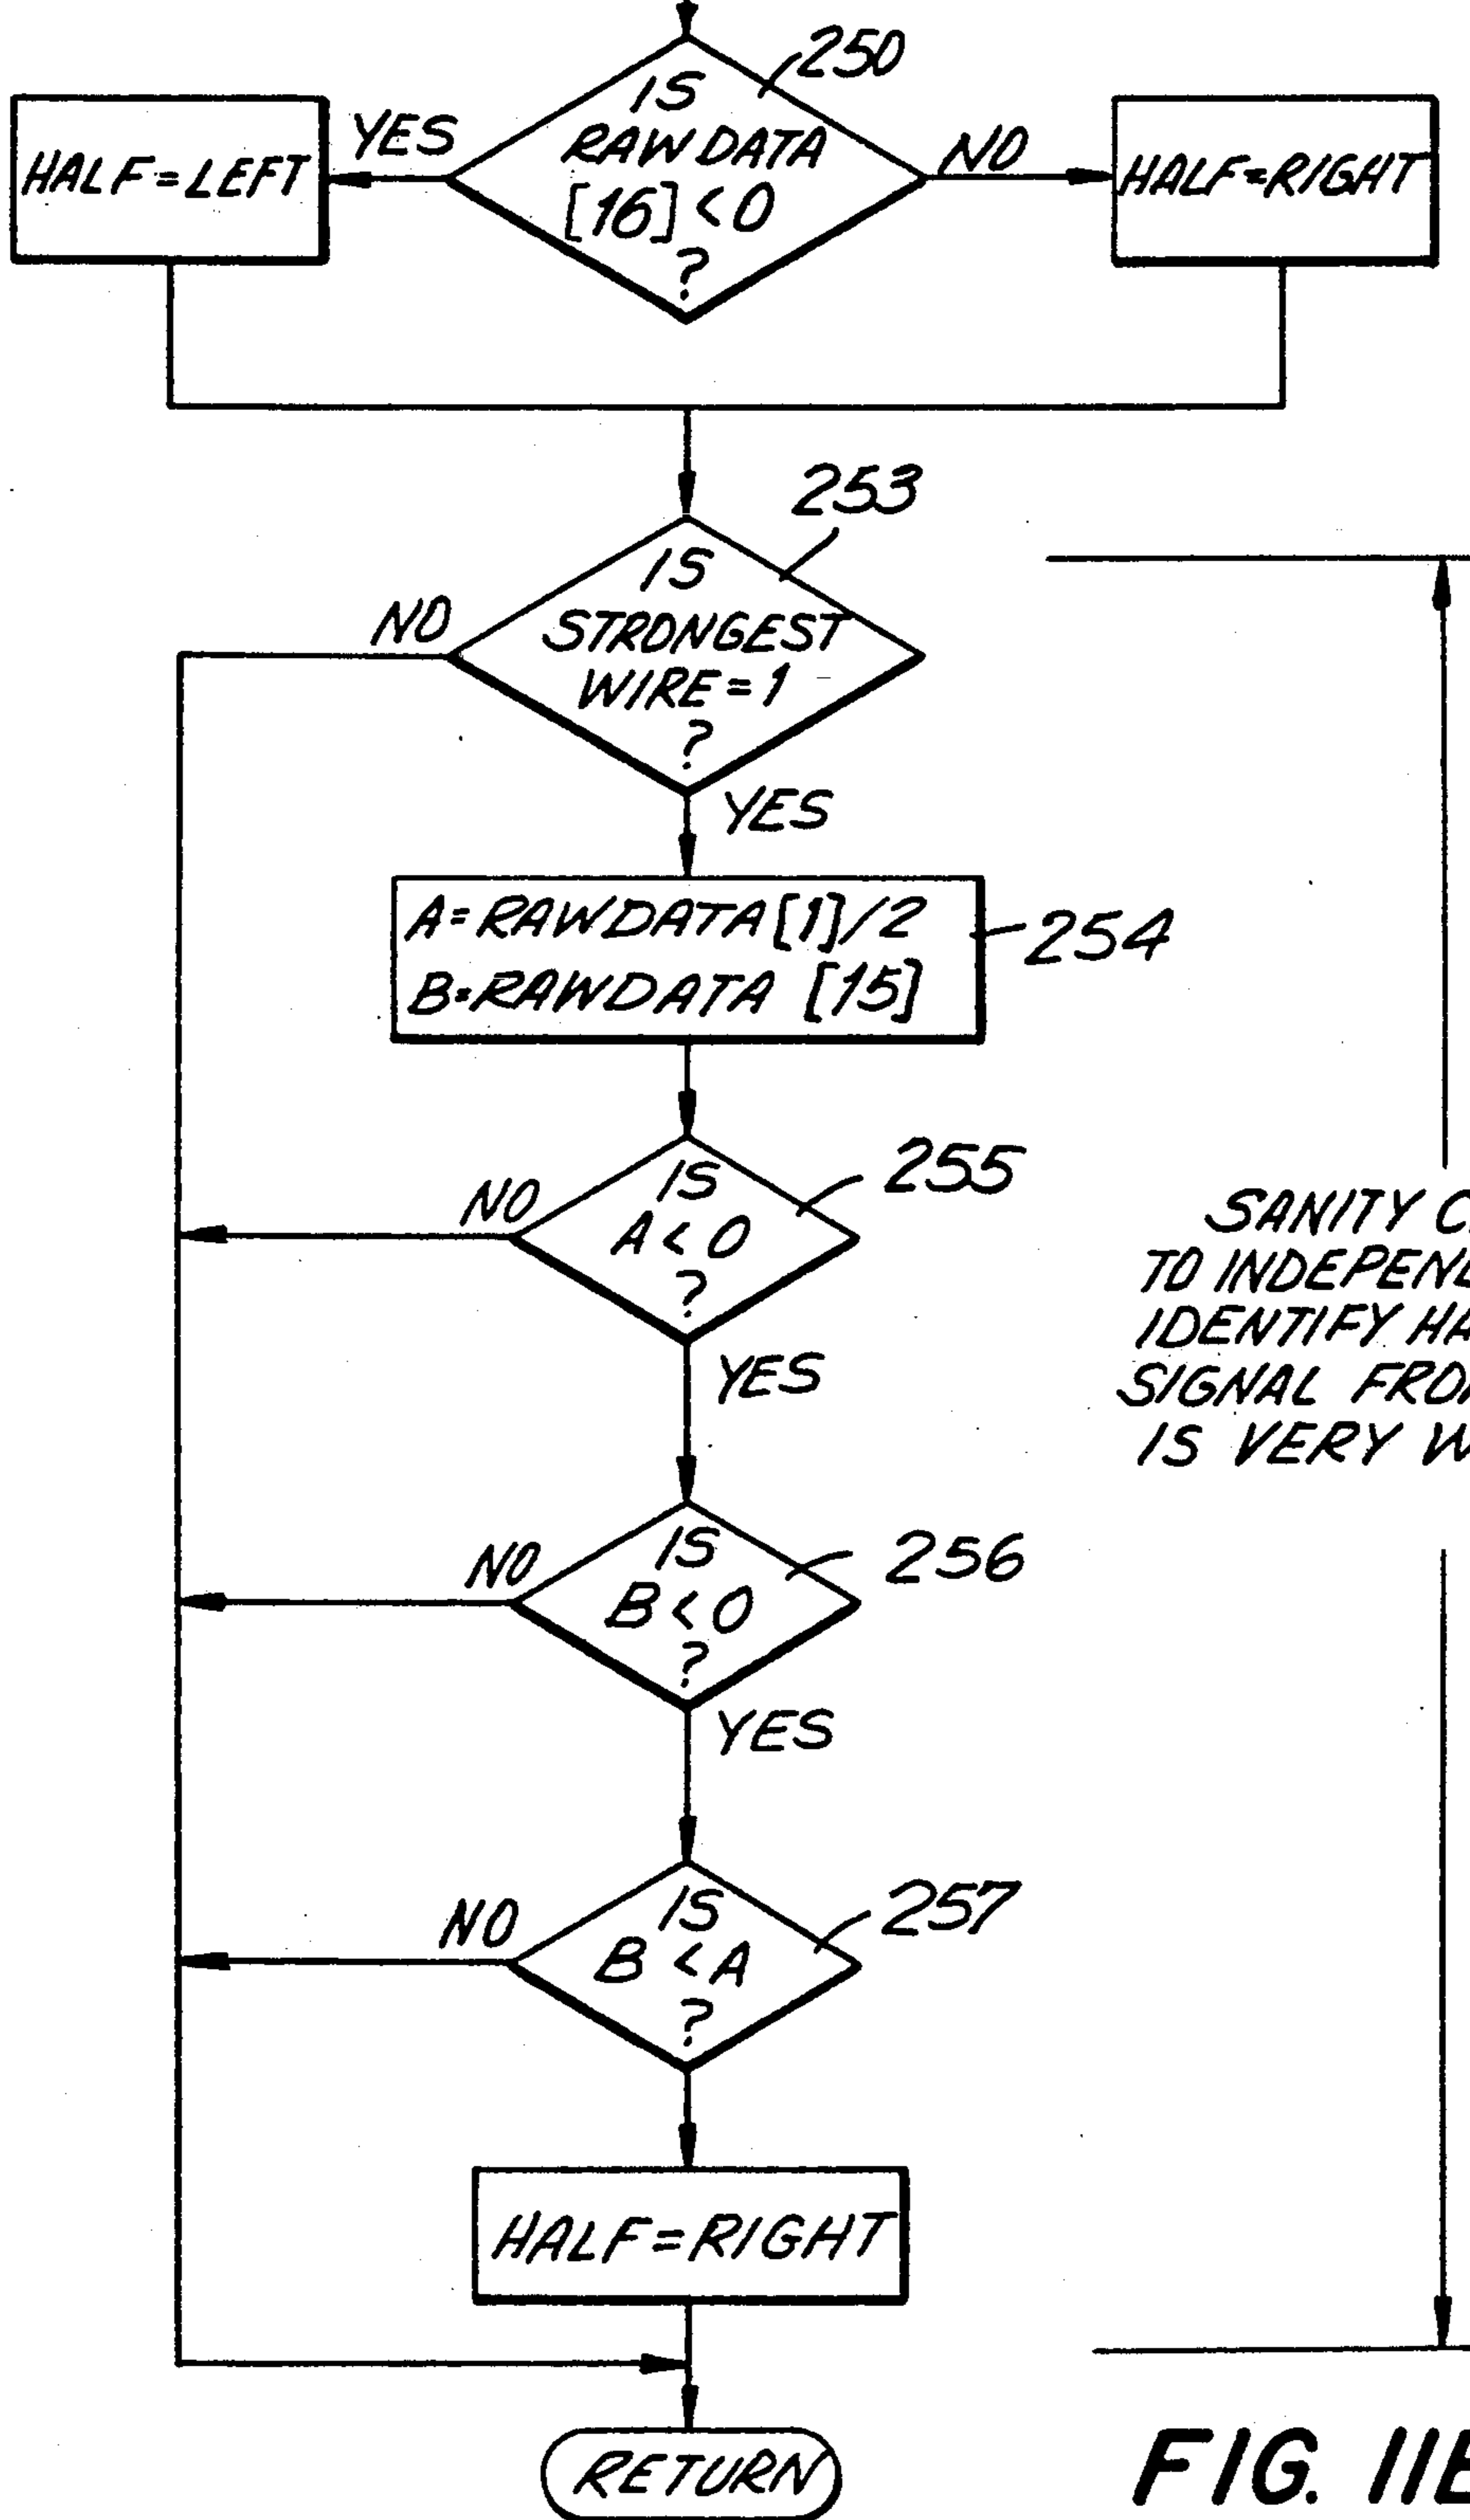 250
IS
RAW DATA
[16]<0
?
YES
NO
HALF=LEFT
HALF=RIGHT
253
IS
STRONGEST
WIRE=1
?
NO
YES
A=RAWDATA[1]/2
B=RAWDATA [15]
254
255
IS
A<0
?
NO
YES
SANITY
TO
IDENTIFY
SIGNAL
IS VERY
256
IS
B<0
?
NO
YES
257
IS
B<A
?
NO
HALF=RIGHT
RETURN
FIG.